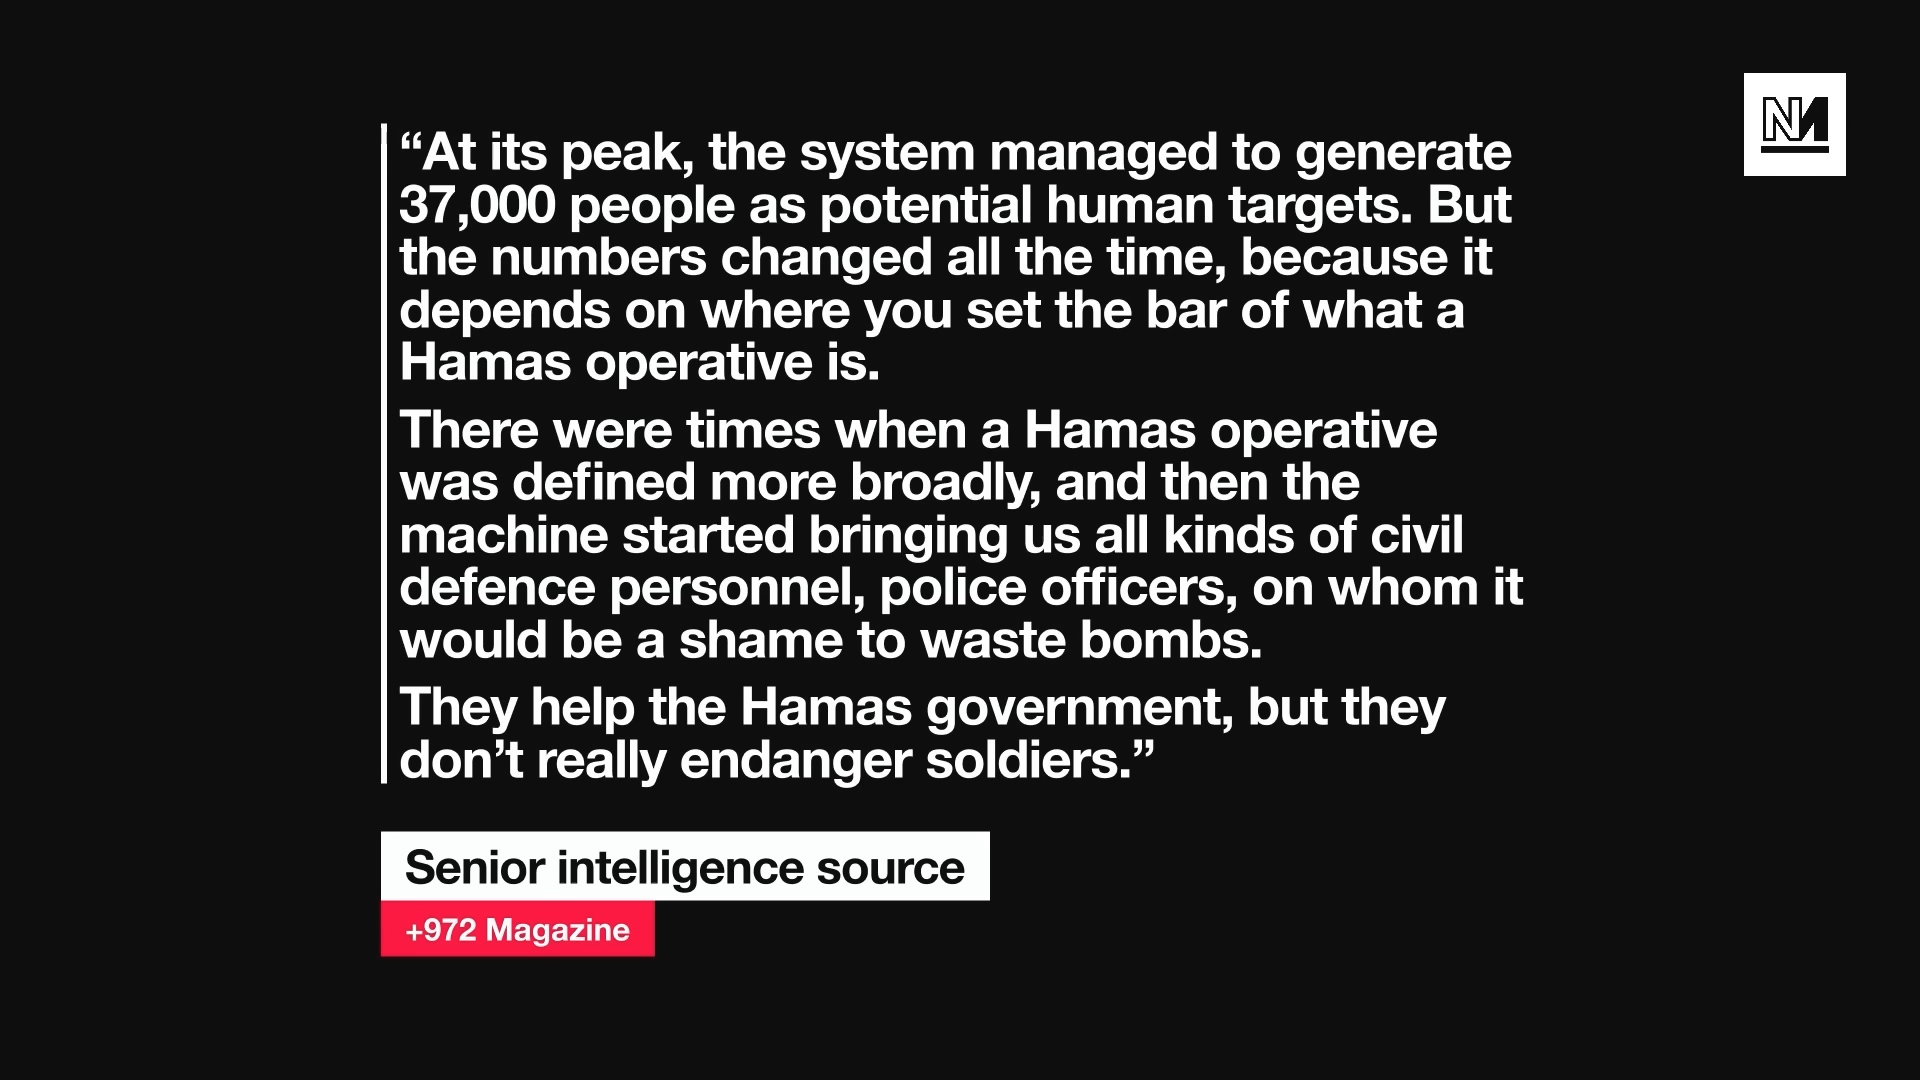 “At its peak, the system managed to generate
37,000 people as potential human targets. But
the numbers changed all the time, because it
depends on where you set the bar of what a
Hamas operative is.
There were times when a Hamas operative
was defined more broadly, and then the
machine started bringing us all kinds of civil
defence personnel, police officers, on whom it
would be a shame to waste bombs.
They help the Hamas government, but they
don’t really endanger soldiers.”
Senior intelligence source
+972 Magazine
NM